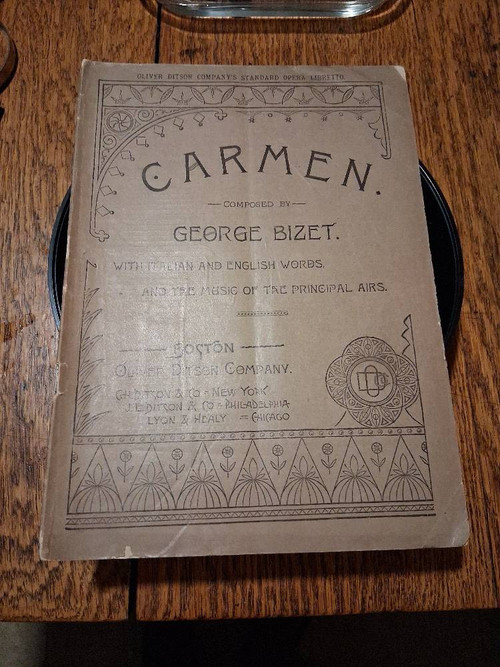 OLIVER DITSON COMPANY'S STANDARD OPERA LIBRETTO.
CARMEN.
— COMPOSED BY —
GEORGE BIZET.
WITH ITALIAN AND ENGLISH WORDS,
AND THE MUSIC OF THE PRINCIPAL AIRS.
— BOSTON —
OLIVER DITSON COMPANY.
CH DITSON & CO = NEW YORK
J. E DITSON & CO = PHILADELPHIA
LYON & HEALY = CHICAGO